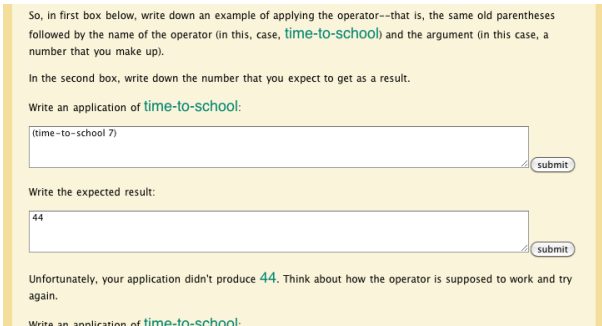 So, in first box below, write down an example of applying the operator--that is, the same old parentheses
followed by the name of the operator (in this, case, time-to-school) and the argument (in this case, a
number that you make up).
In the second box, write down the number that you expect to get as a result.
Write an application of time-to-school:
(time-to-school 7)
submit
Write the expected result:
44
submit
Unfortunately, your application didn't produce 44. Think about how the operator is supposed to work and try
again.
Write an application of time-to-school: